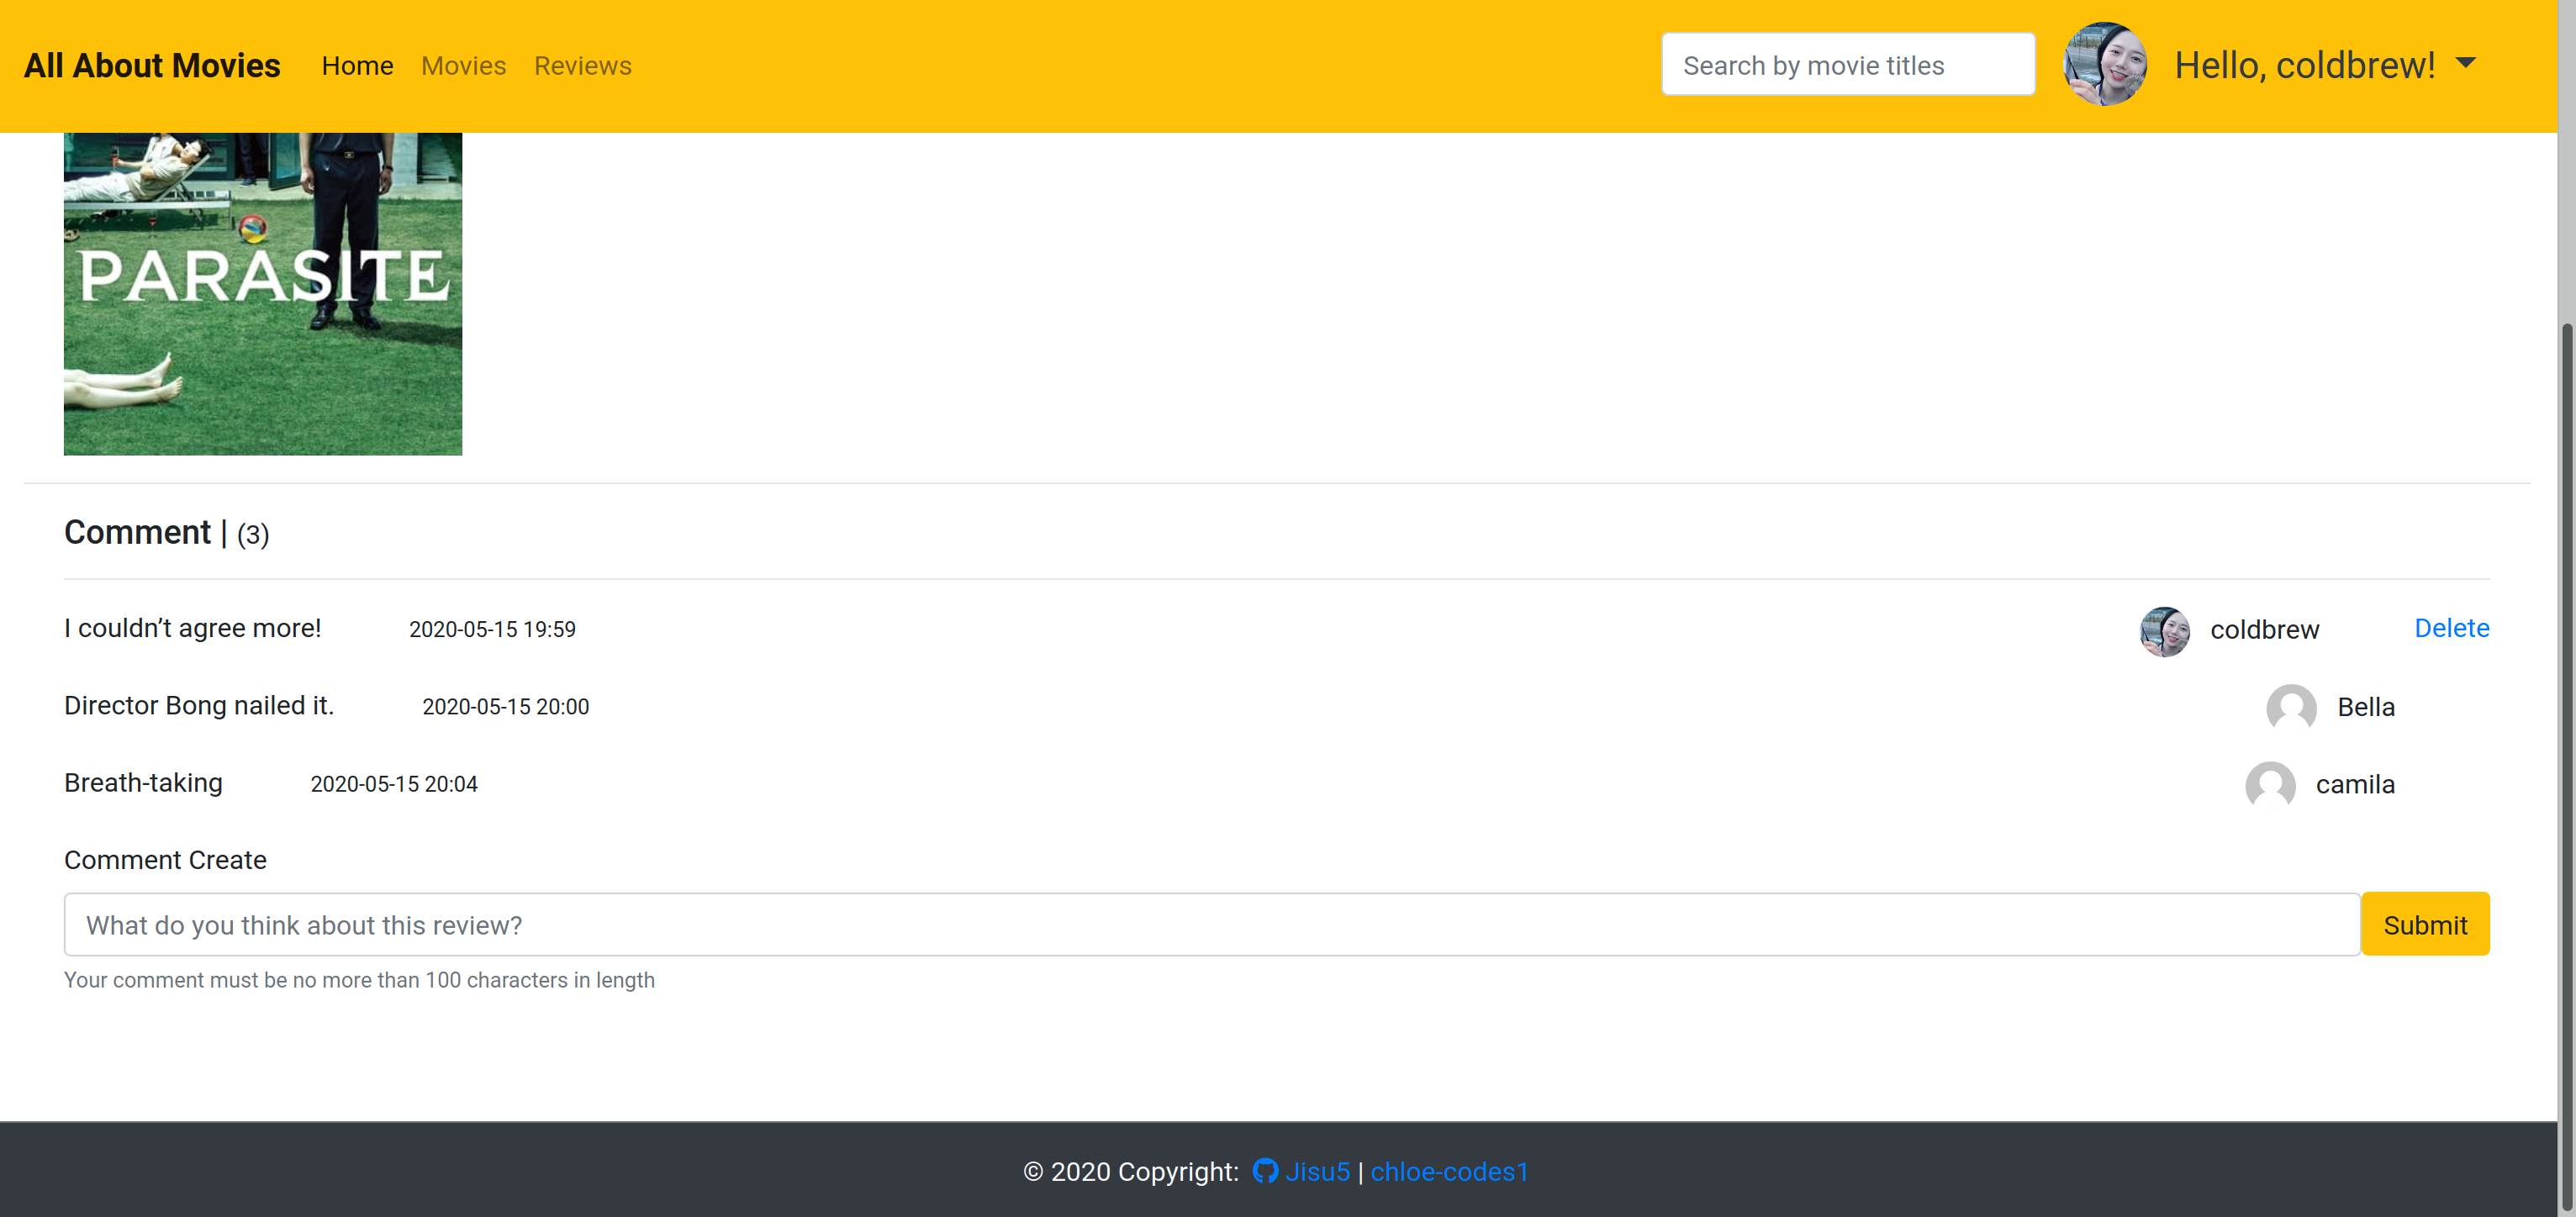 All About Movies Home Movies Reviews Search by movie titles Hello, coldbrew!
PARASITE
Comment | (3)
I couldn’t agree more! 2020-05-15 19:59 coldbrew Delete
Director Bong nailed it. 2020-05-15 20:00 Bella
Breath-taking 2020-05-15 20:04 camila
Comment Create
What do you think about this review? Submit
Your comment must be no more than 100 characters in length
© 2020 Copyright: Jisu5 | chloe-codes1